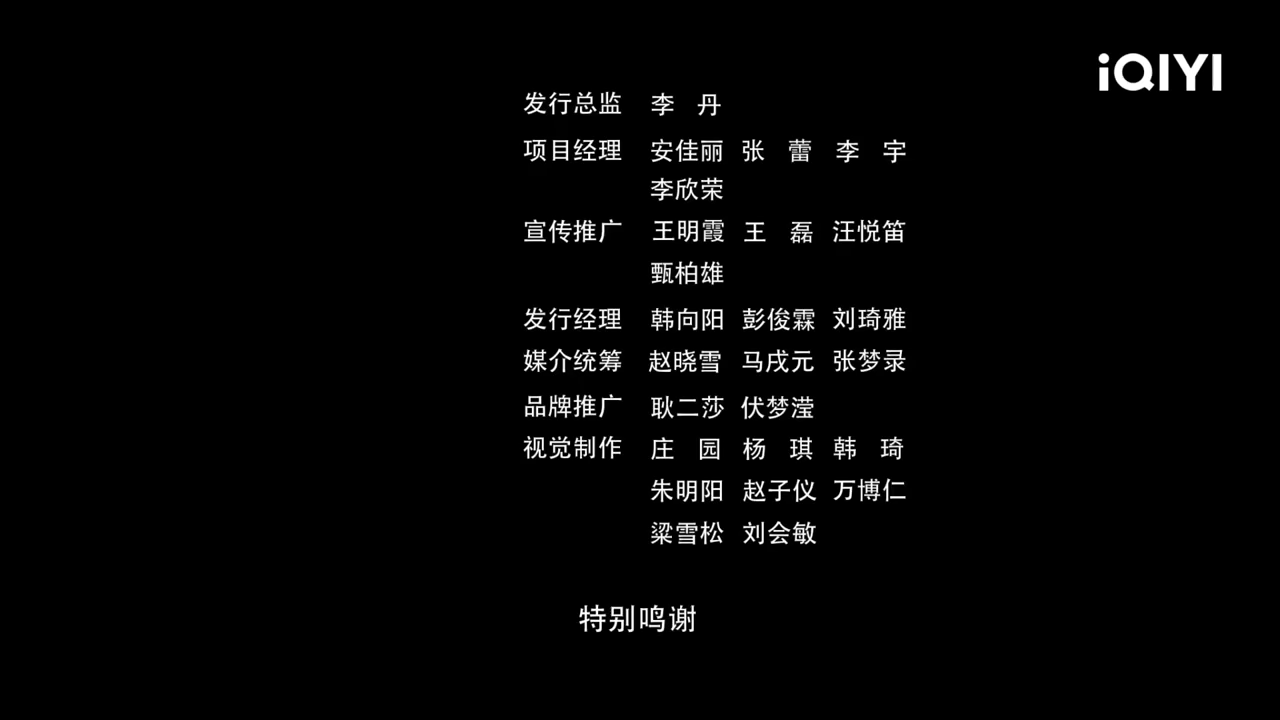 iQIYI
发行总监 李 丹
项目经理 安佳丽 张 蕾 李 宇
李欣荣
宣传推广 王明霞 王 磊 汪悦笛
甄柏雄
发行经理 韩向阳 彭俊霖 刘琦雅
媒介统筹 赵晓雪 马戌元 张梦录
品牌推广 耿二莎 伏梦滢
视觉制作 庄 园 杨 琪 韩 琦
朱明阳 赵子仪 万博仁
梁雪松 刘会敏
特别鸣谢